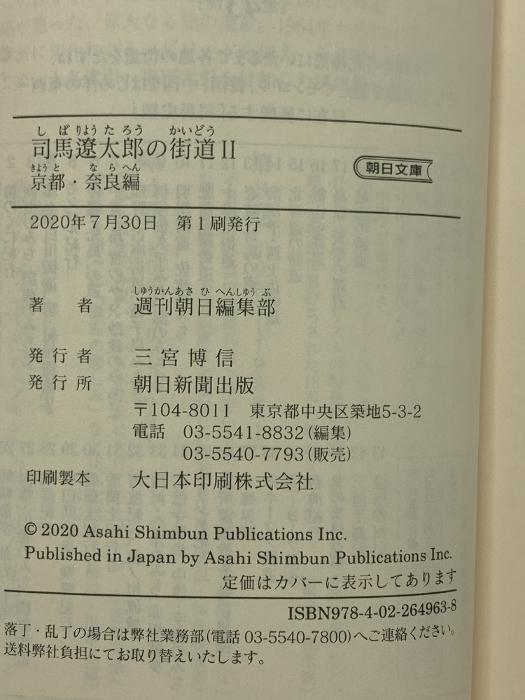 しばりょうたろう かいどう
司馬遼太郎の街道II
きょうと なら へん
京都・奈良編
朝日文庫
2020年7月30日 第1刷発行
しゅうかんあさひ へんしゅう ぶ
著 者 週刊朝日編集部
発行者 三宮博信
発行所 朝日新聞出版
〒104-8011 東京都中央区築地5-3-2
電話 03-5541-8832(編集)
03-5540-7793(販売)
印刷製本 大日本印刷株式会社
© 2020 Asahi Shimbun Publications Inc.
Published in Japan by Asahi Shimbun Publications Inc.
定価はカバーに表示してあります
ISBN978-4-02-264963-8
落丁・乱丁の場合は弊社業務部(電話 03-5540-7800)へご連絡ください。
送料弊社負担にてお取り替えいたします。